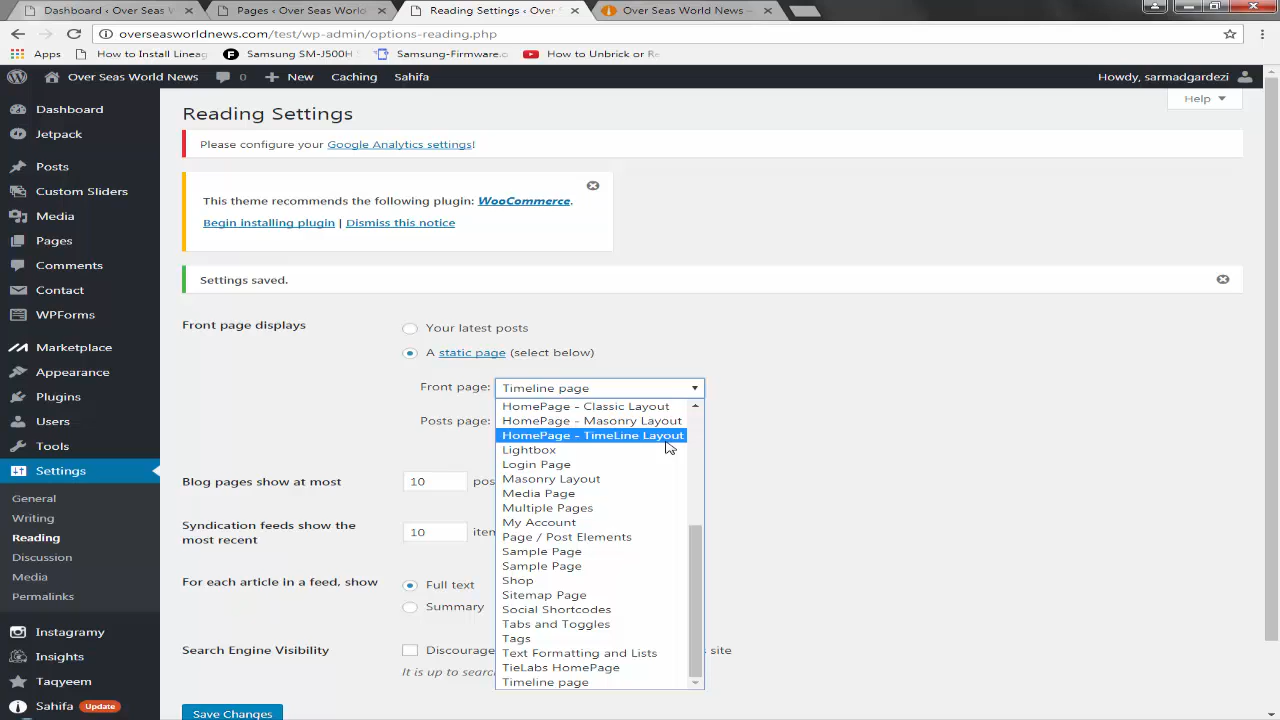 Dashboard ‹ Over Seas W
Pages ‹ Over Seas World
Reading Settings ‹ Over S
Over Seas World News –
overseasworldnews.com/test/wp-admin/options-reading.php
Apps
How to Install Lineag
Samsung SM-J500H
Samsung-Firmware.c
How to Unbrick or Re
Over Seas World News
0
New
Caching
Sahifa
Howdy, sarmadgardezi
Help
Dashboard
Jetpack
Posts
Custom Sliders
Media
Pages
Comments
Contact
WPForms
Marketplace
Appearance
Plugins
Users
Tools
Settings
General
Writing
Reading
Discussion
Media
Permalinks
Instagramy
Insights
Taqyeem
Sahifa Update
Reading Settings
Please configure your Google Analytics settings!
This theme recommends the following plugin: WooCommerce.
Begin installing plugin | Dismiss this notice
Settings saved.
Front page displays
Your latest posts
A static page (select below)
Front page: Timeline page
Posts page:
HomePage - Classic Layout
HomePage - Masonry Layout
HomePage - TimeLine Layout
Lightbox
Login Page
Masonry Layout
Media Page
Multiple Pages
My Account
Page / Post Elements
Sample Page
Sample Page
Shop
Sitemap Page
Social Shortcodes
Tabs and Toggles
Tags
Text Formatting and Lists
TieLabs HomePage
Timeline page
Blog pages show at most
10 pos
Syndication feeds show the
most recent
10 item
For each article in a feed, show
Full text
Summary
Search Engine Visibility
Discourage
site
It is up to searc
Save Changes